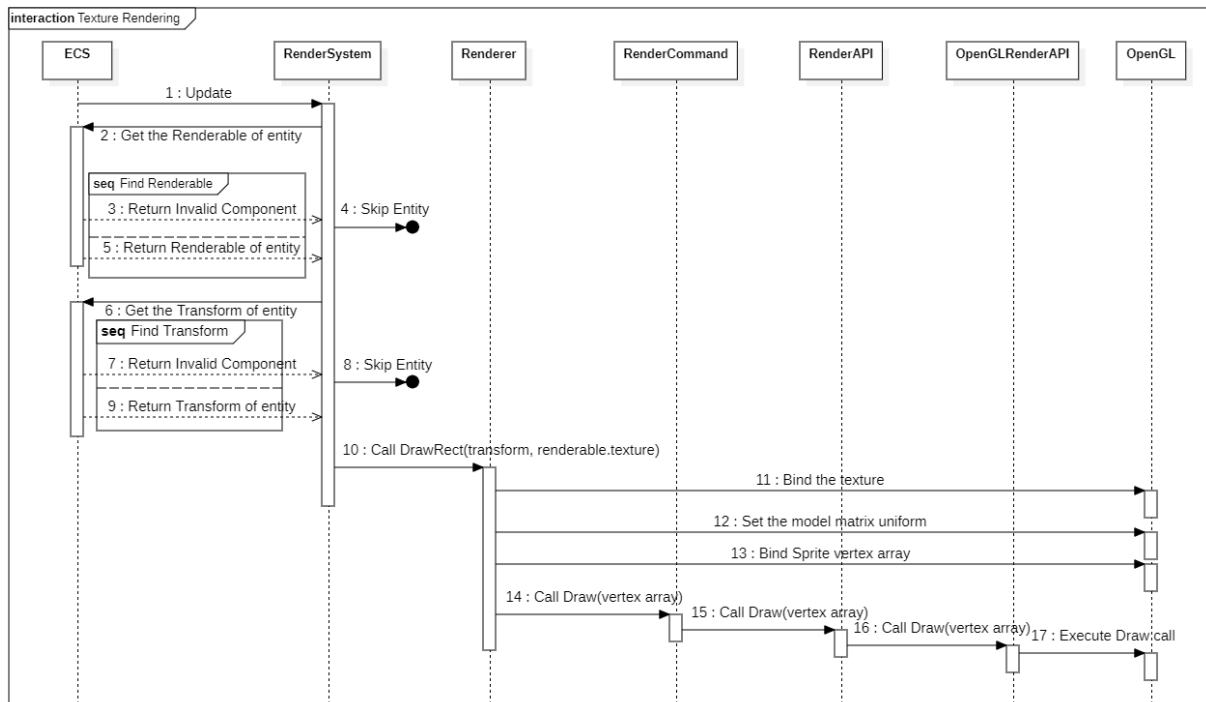 interaction Texture Rendering
ECS
RenderSystem
Renderer
RenderCommand
RenderAPI
OpenGLRenderAPI
OpenGL
1 : Update
2 : Get the Renderable of entity
seq Find Renderable
3 : Return Invalid Component
4 : Skip Entity
5 : Return Renderable of entity
6 : Get the Transform of entity
seq Find Transform
7 : Return Invalid Component
8 : Skip Entity
9 : Return Transform of entity
10 : Call DrawRect(transform, renderable.texture)
11 : Bind the texture
12 : Set the model matrix uniform
13 : Bind Sprite vertex array
14 : Call Draw(vertex array)
15 : Call Draw(vertex array)
16 : Call Draw(vertex array)
17 : Execute Draw call